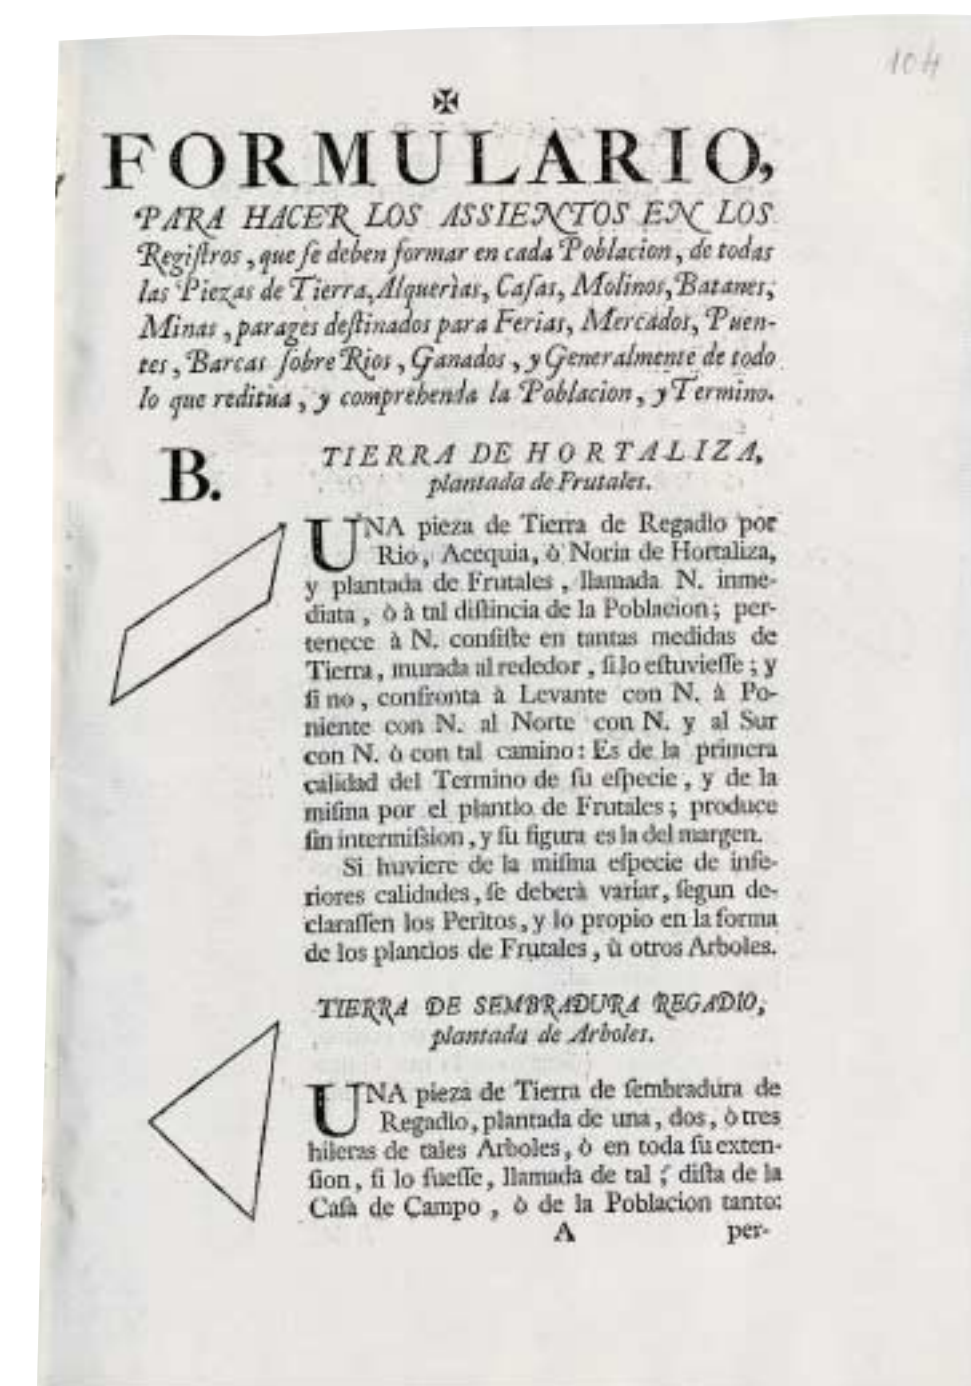 104
✠
FORMULARIO,
PARA HACER LOS ASSIENTOS EN LOS
Regiſtros, que ſe deben formar en cada Poblacion, de todas
las Piezas de Tierra, Alquerìas, Caſas, Molinos, Batanes,
Minas, parages deſtinados para Ferias, Mercados, Puen-
tes, Barcas ſobre Rios, Ganados, y Generalmente de todo
lo que reditùa, y comprehenda la Poblacion, y Termino.
B.
TIERRA DE HORTALIZA,
plantada de Frutales.
UNA pieza de Tierra de Regadio por
Rio, Acequia, ò Noria de Hortaliza,
y plantada de Frutales, llamada N. inme-
diata, ò à tal diſtincia de la Poblacion; per-
tenece à N. conſiſte en tantas medidas de
Tierra, murada al rededor, ſi lo eſtuvieſſe; y
ſi no, confronta à Levante con N. à Po-
niente con N. al Norte con N. y al Sur
con N. ò con tal camino: Es de la primera
calidad del Termino de ſu eſpecie, y de la
miſma por el plantio de Frutales; produce
ſin intermiſsion, y ſu figura es la del margen.
Si huviere de la miſma eſpecie de infe-
riores calidades, ſe deberà variar, ſegun de-
claraſſen los Peritos, y lo propio en la forma
de los plantios de Frutales, ù otros Arboles.
TIERRA DE SEMBRADURA REGADIO,
plantada de Arboles.
UNA pieza de Tierra de ſembradura de
Regadio, plantada de una, dos, ò tres
hileras de tales Arboles, ò en toda ſu exten-
ſion, ſi lo fueſſe, llamada de tal; diſta de la
Caſa de Campo, ò de la Poblacion tanto:
A per-